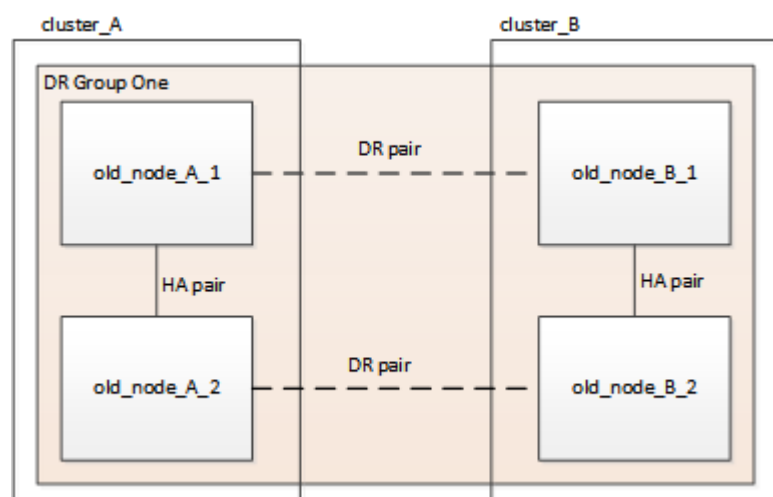 cluster_A
cluster_B
DR Group One
old_node_A_1
DR pair
old_node_B_1
HA pair
HA pair
old_node_A_2
DR pair
old_node_B_2